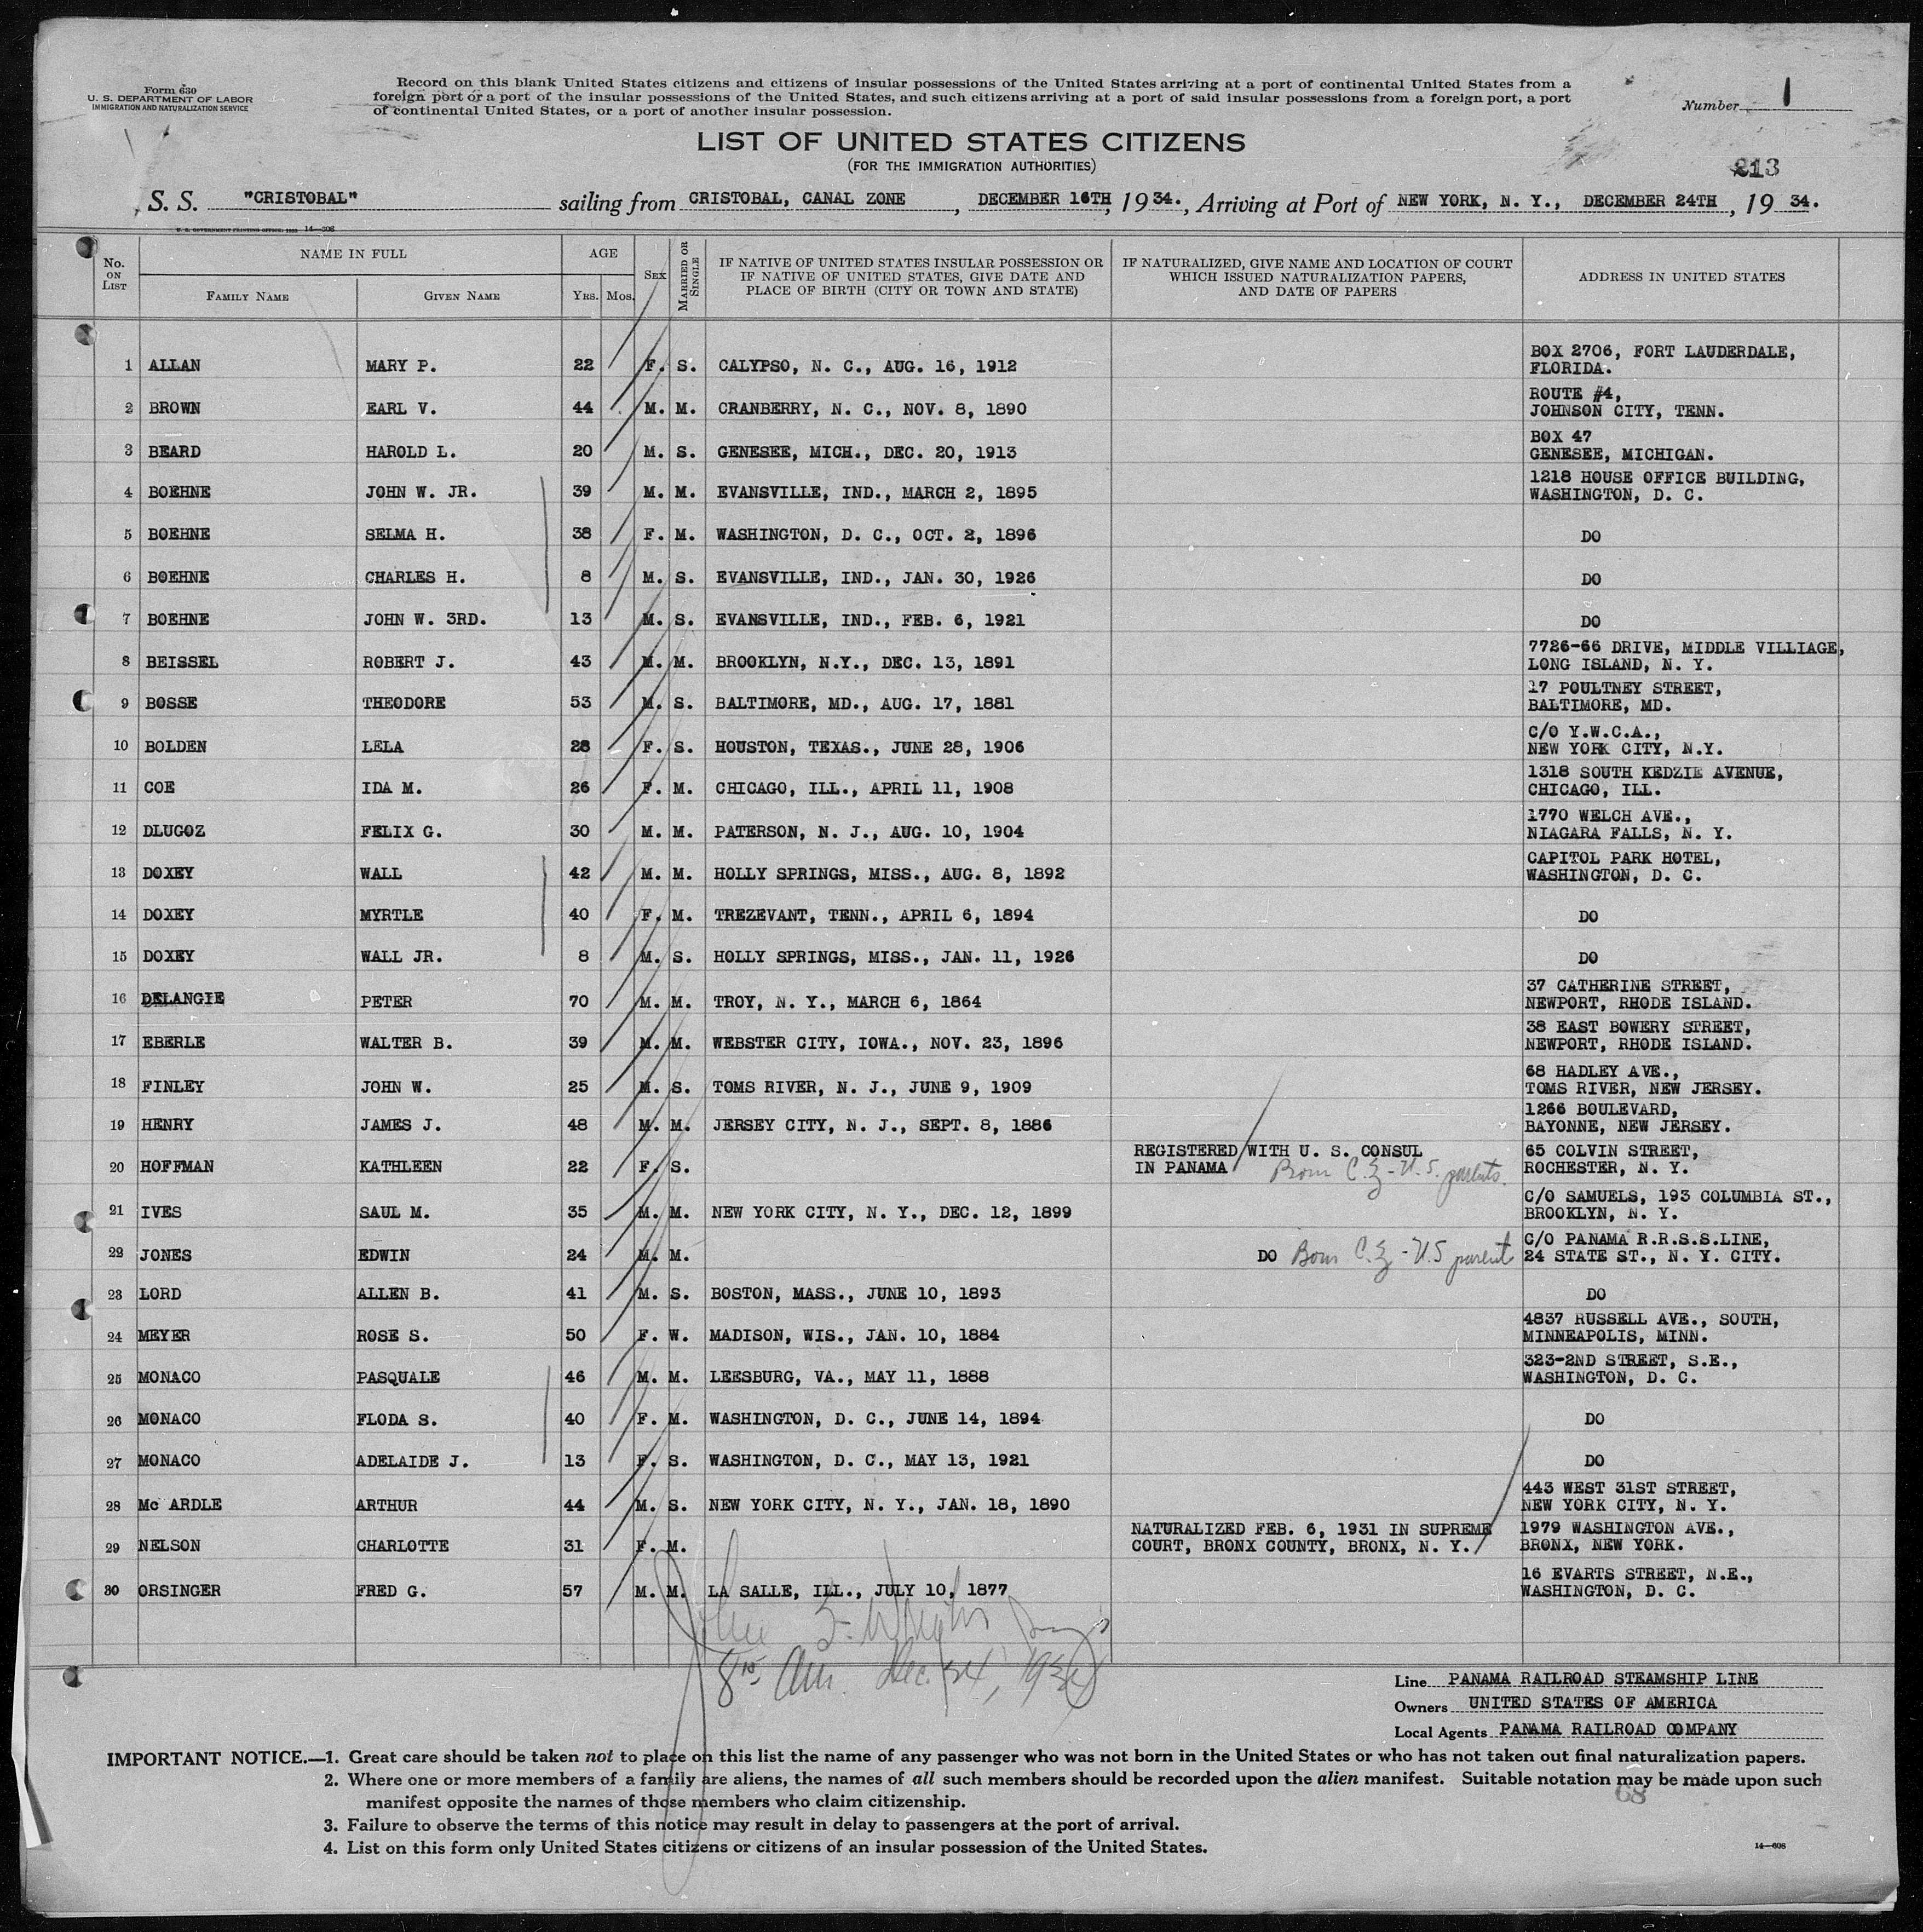 Form 630
U. S. DEPARTMENT OF LABOR
IMMIGRATION AND NATURALIZATION SERVICE
Record on this blank United States citizens and citizens of insular possessions of the United States arriving at a port of continental United States from a
foreign port or a port of the insular possessions of the United States, and such citizens arriving at a port of said insular possessions from a foreign port, a port
of continental United States, or a port of another insular possession.
Number 1
LIST OF UNITED STATES CITIZENS
(FOR THE IMMIGRATION AUTHORITIES)
213
S. S. "CRISTOBAL" sailing from CRISTOBAL, CANAL ZONE, DECEMBER 16TH, 1934., Arriving at Port of NEW YORK, N. Y., DECEMBER 24TH, 19 34.
U. S. GOVERNMENT PRINTING OFFICE: 1933 14—608
No. ON LIST
NAME IN FULL
FAMILY NAME
GIVEN NAME
AGE
YRS. MOS.
SEX
MARRIED OR SINGLE
IF NATIVE OF UNITED STATES INSULAR POSSESSION OR
IF NATIVE OF UNITED STATES, GIVE DATE AND
PLACE OF BIRTH (CITY OR TOWN AND STATE)
IF NATURALIZED, GIVE NAME AND LOCATION OF COURT
WHICH ISSUED NATURALIZATION PAPERS,
AND DATE OF PAPERS
ADDRESS IN UNITED STATES
1 ALLAN MARY P. 22 F. S. CALYPSO, N. C., AUG. 16, 1912 BOX 2706, FORT LAUDERDALE,
FLORIDA.
2 BROWN EARL V. 44 M. M. CRANBERRY, N. C., NOV. 8, 1890 ROUTE #4,
JOHNSON CITY, TENN.
3 BEARD HAROLD L. 20 M. S. GENESEE, MICH., DEC. 20, 1913 BOX 47
GENESEE, MICHIGAN.
4 BOEHNE JOHN W. JR. 39 M. M. EVANSVILLE, IND., MARCH 2, 1895 1218 HOUSE OFFICE BUILDING,
WASHINGTON, D. C.
5 BOEHNE SELMA H. 38 F. M. WASHINGTON, D. C., OCT. 2, 1896 DO
6 BOEHNE CHARLES H. 8 M. S. EVANSVILLE, IND., JAN. 30, 1926 DO
7 BOEHNE JOHN W. 3RD. 13 M. S. EVANSVILLE, IND., FEB. 6, 1921 DO
8 BEISSEL ROBERT J. 43 M. M. BROOKLYN, N.Y., DEC. 13, 1891 7726-66 DRIVE, MIDDLE VILLIAGE,
LONG ISLAND, N. Y.
9 BOSSE THEODORE 53 M. S. BALTIMORE, MD., AUG. 17, 1881 17 POULTNEY STREET,
BALTIMORE, MD.
10 BOLDEN LELA 28 F. S. HOUSTON, TEXAS., JUNE 28, 1906 C/O Y.W.C.A.,
NEW YORK CITY, N.Y.
11 COE IDA M. 26 F. M. CHICAGO, ILL., APRIL 11, 1908 1318 SOUTH KEDZIE AVENUE,
CHICAGO, ILL.
12 DLUGOZ FELIX G. 30 M. M. PATERSON, N. J., AUG. 10, 1904 1770 WELCH AVE.,
NIAGARA FALLS, N. Y.
13 DOXEY WALL 42 M. M. HOLLY SPRINGS, MISS., AUG. 8, 1892 CAPITOL PARK HOTEL,
WASHINGTON, D. C.
14 DOXEY MYRTLE 40 F. M. TREZEVANT, TENN., APRIL 6, 1894 DO
15 DOXEY WALL JR. 8 M. S. HOLLY SPRINGS, MISS., JAN. 11, 1926 DO
16 DELANGIE PETER 70 M. M. TROY, N. Y., MARCH 6, 1864 37 CATHERINE STREET,
NEWPORT, RHODE ISLAND.
17 EBERLE WALTER B. 39 M. M. WEBSTER CITY, IOWA., NOV. 23, 1896 38 EAST BOWERY STREET,
NEWPORT, RHODE ISLAND.
18 FINLEY JOHN W. 25 M. S. TOMS RIVER, N. J., JUNE 9, 1909 68 HADLEY AVE.,
TOMS RIVER, NEW JERSEY.
19 HENRY JAMES J. 48 M. M. JERSEY CITY, N. J., SEPT. 8, 1886 1266 BOULEVARD,
BAYONNE, NEW JERSEY.
20 HOFFMAN KATHLEEN 22 F. S. REGISTERED WITH U. S. CONSUL 65 COLVIN STREET,
IN PANAMA Born C.Z - U.S. parents. ROCHESTER, N. Y.
21 IVES SAUL M. 35 M. M. NEW YORK CITY, N. Y., DEC. 12, 1899 C/O SAMUELS, 193 COLUMBIA ST.,
BROOKLYN, N. Y.
22 JONES EDWIN 24 M. M. DO Born C.Z - U.S parent C/O PANAMA R.R.S.S.LINE,
24 STATE ST., N. Y. CITY.
23 LORD ALLEN B. 41 M. S. BOSTON, MASS., JUNE 10, 1893 DO
24 MEYER ROSE S. 50 F. W. MADISON, WIS., JAN. 10, 1884 4837 RUSSELL AVE., SOUTH,
MINNEAPOLIS, MINN.
25 MONACO PASQUALE 46 M. M. LEESBURG, VA., MAY 11, 1888 323-2ND STREET, S.E.,
WASHINGTON, D. C.
26 MONACO FLODA S. 40 F. M. WASHINGTON, D. C., JUNE 14, 1894 DO
27 MONACO ADELAIDE J. 13 F. S. WASHINGTON, D. C., MAY 13, 1921 DO
28 Mc ARDLE ARTHUR 44 M. S. NEW YORK CITY, N. Y., JAN. 18, 1890 443 WEST 31ST STREET,
NEW YORK CITY, N. Y.
29 NELSON CHARLOTTE 31 F. M. NATURALIZED FEB. 6, 1931 IN SUPREME 1979 WASHINGTON AVE.,
COURT, BRONX COUNTY, BRONX, N. Y. BRONX, NEW YORK.
30 ORSINGER FRED G. 57 M. M. LA SALLE, ILL., JULY 10, 1877 16 EVARTS STREET, N.E.,
WASHINGTON, D. C.
8 15 Am. Dec. 24, 1934
Line PANAMA RAILROAD STEAMSHIP LINE
Owners UNITED STATES OF AMERICA
Local Agents PANAMA RAILROAD COMPANY
IMPORTANT NOTICE.—1. Great care should be taken not to place on this list the name of any passenger who was not born in the United States or who has not taken out final naturalization papers.
2. Where one or more members of a family are aliens, the names of all such members should be recorded upon the alien manifest. Suitable notation may be made upon such
manifest opposite the names of those members who claim citizenship.
68
3. Failure to observe the terms of this notice may result in delay to passengers at the port of arrival.
4. List on this form only United States citizens or citizens of an insular possession of the United States.
14—608